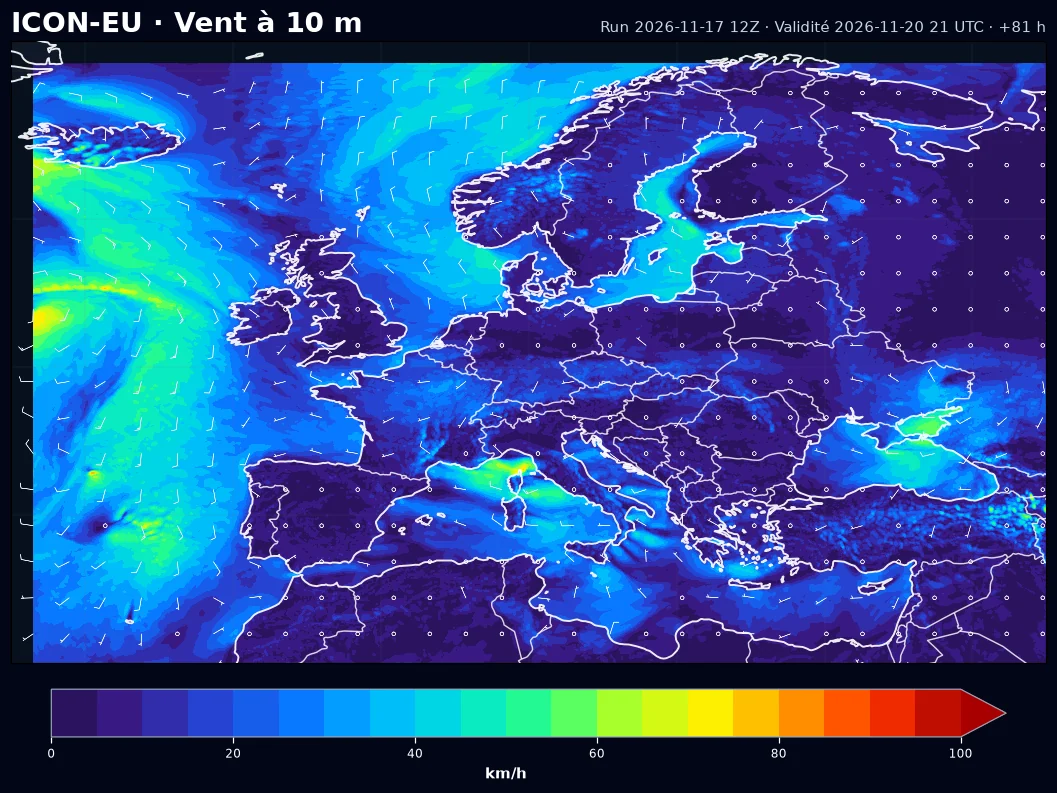 ICON-EU · Vent à 10 m
Run 2026-11-17 12Z · Validité 2026-11-20 21 UTC · +81 h
0 20 40 60 80 100
km/h